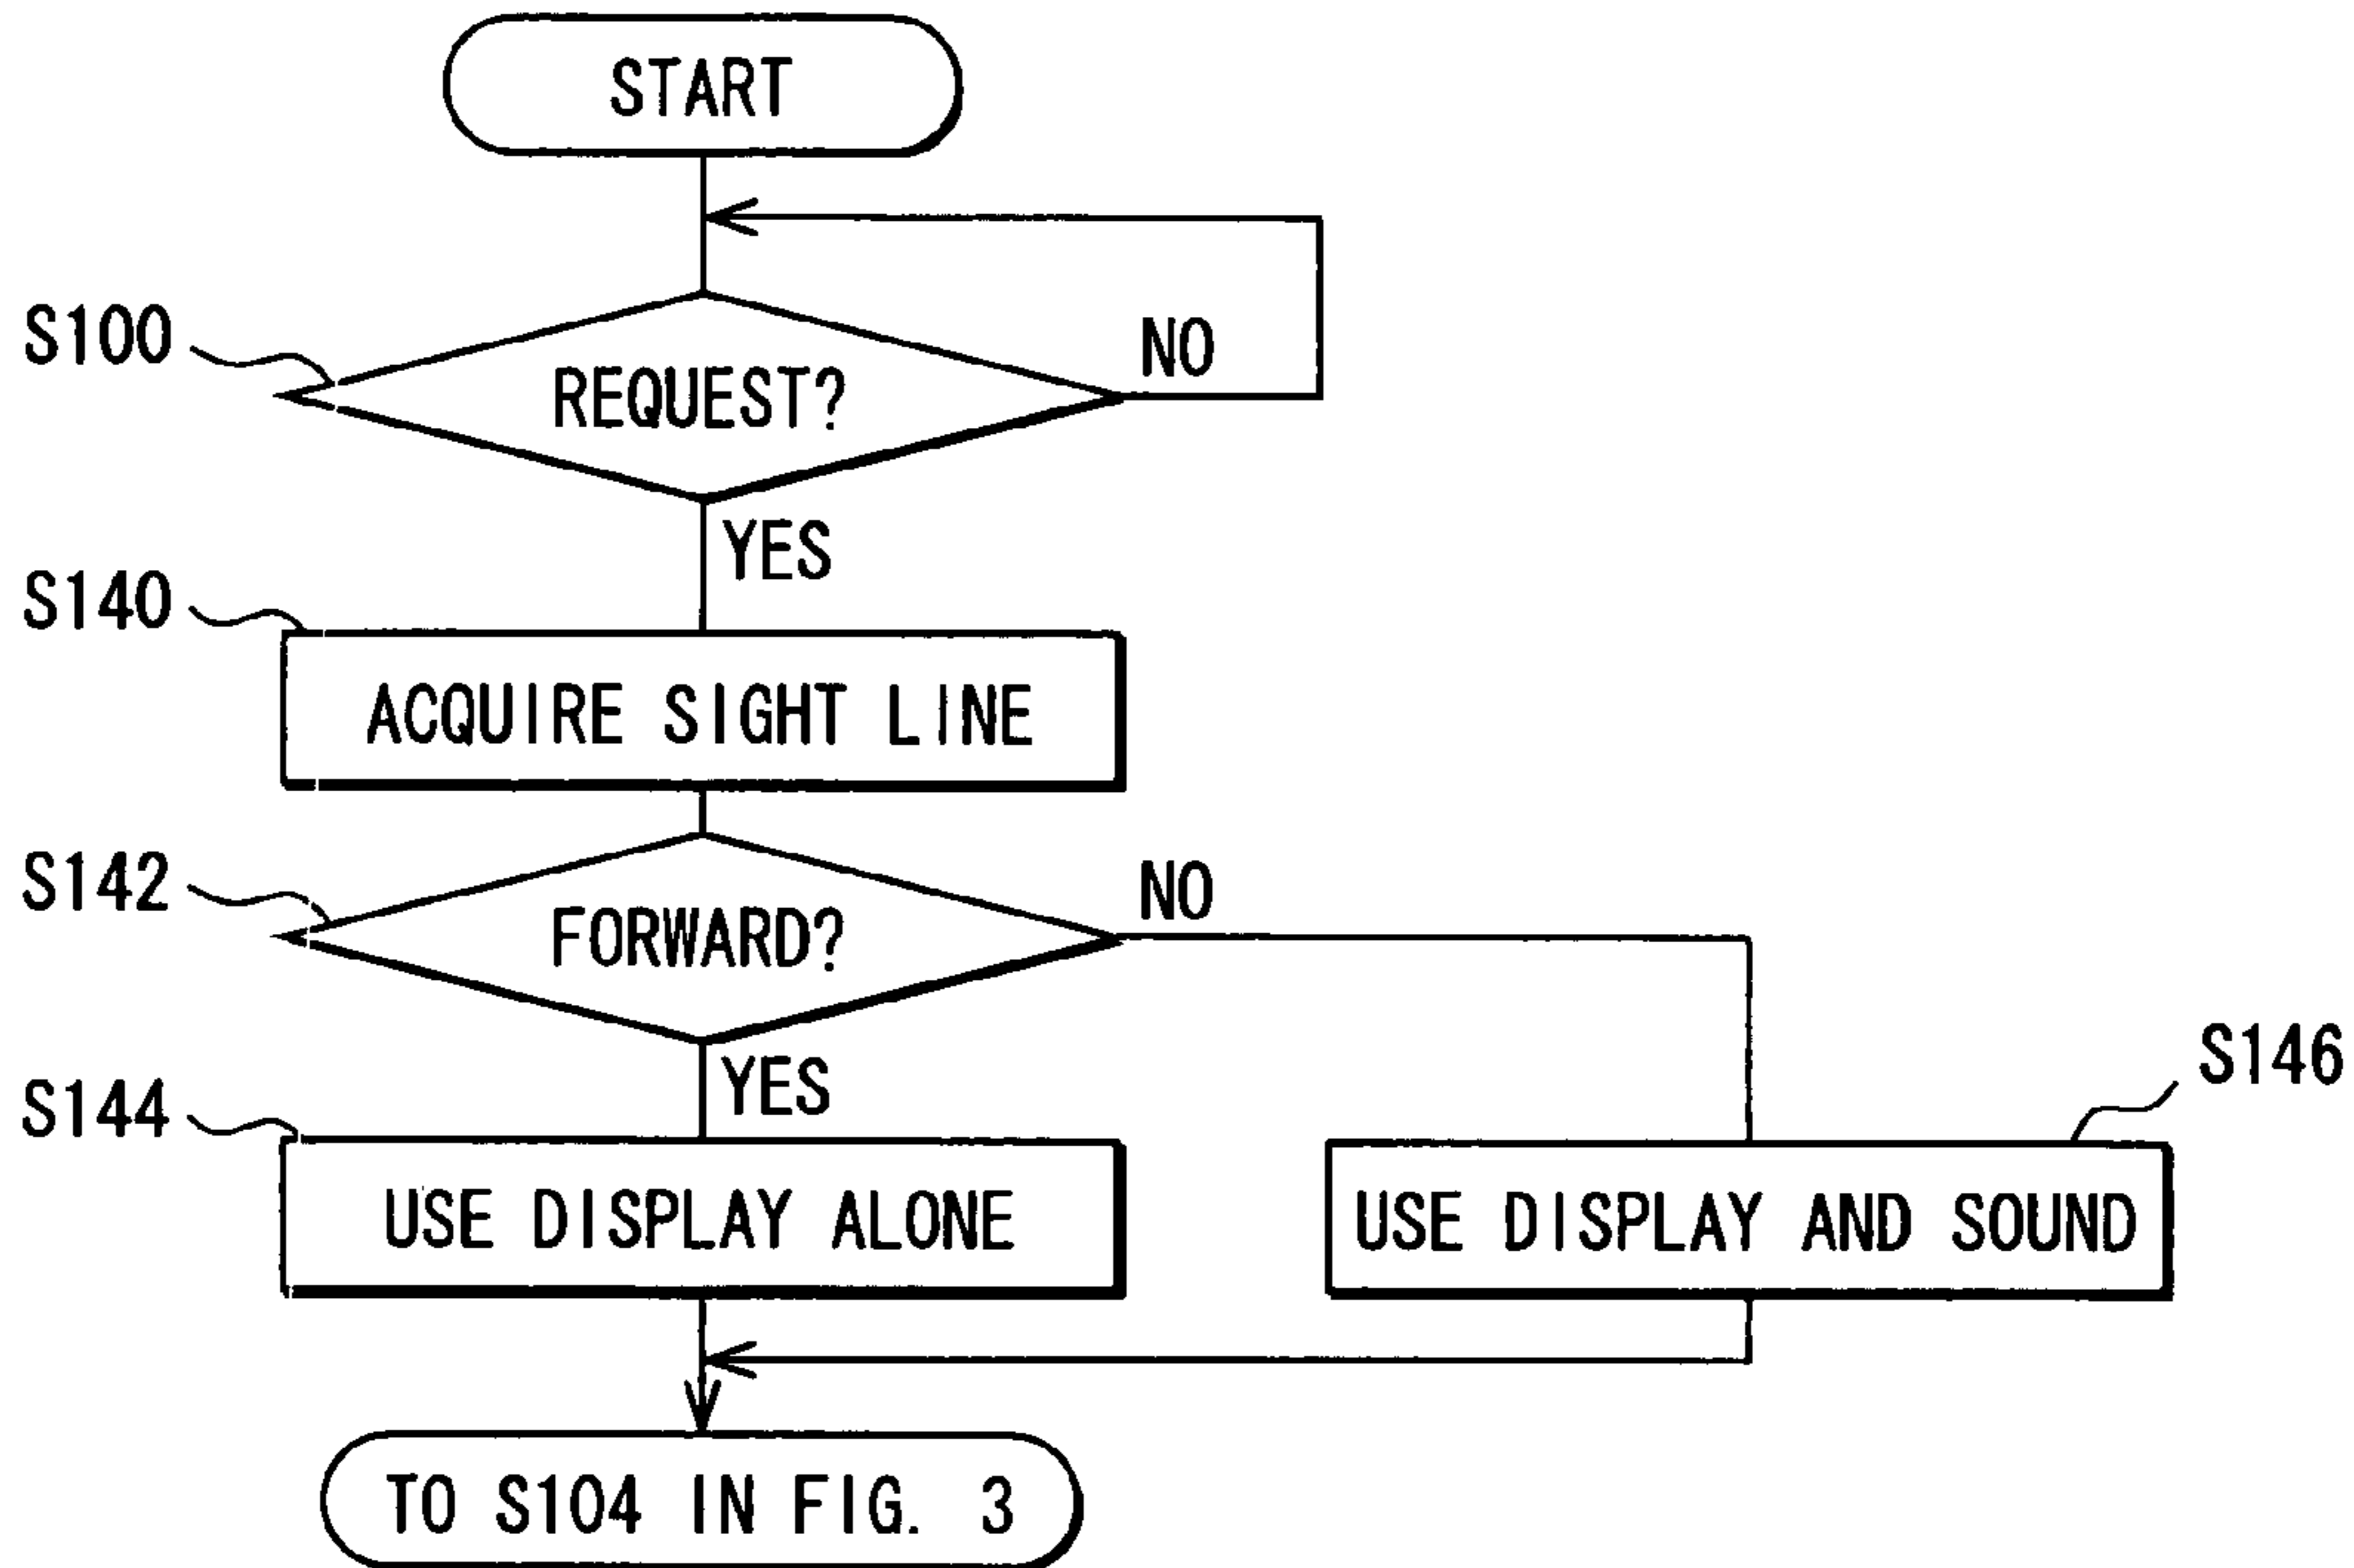 START
S100
REQUEST?
NO
YES
S140
ACQUIRE SIGHT LINE
S142
FORWARD?
NO
YES
S144
USE DISPLAY ALONE
S146
USE DISPLAY AND SOUND
TO S104 IN FIG. 3